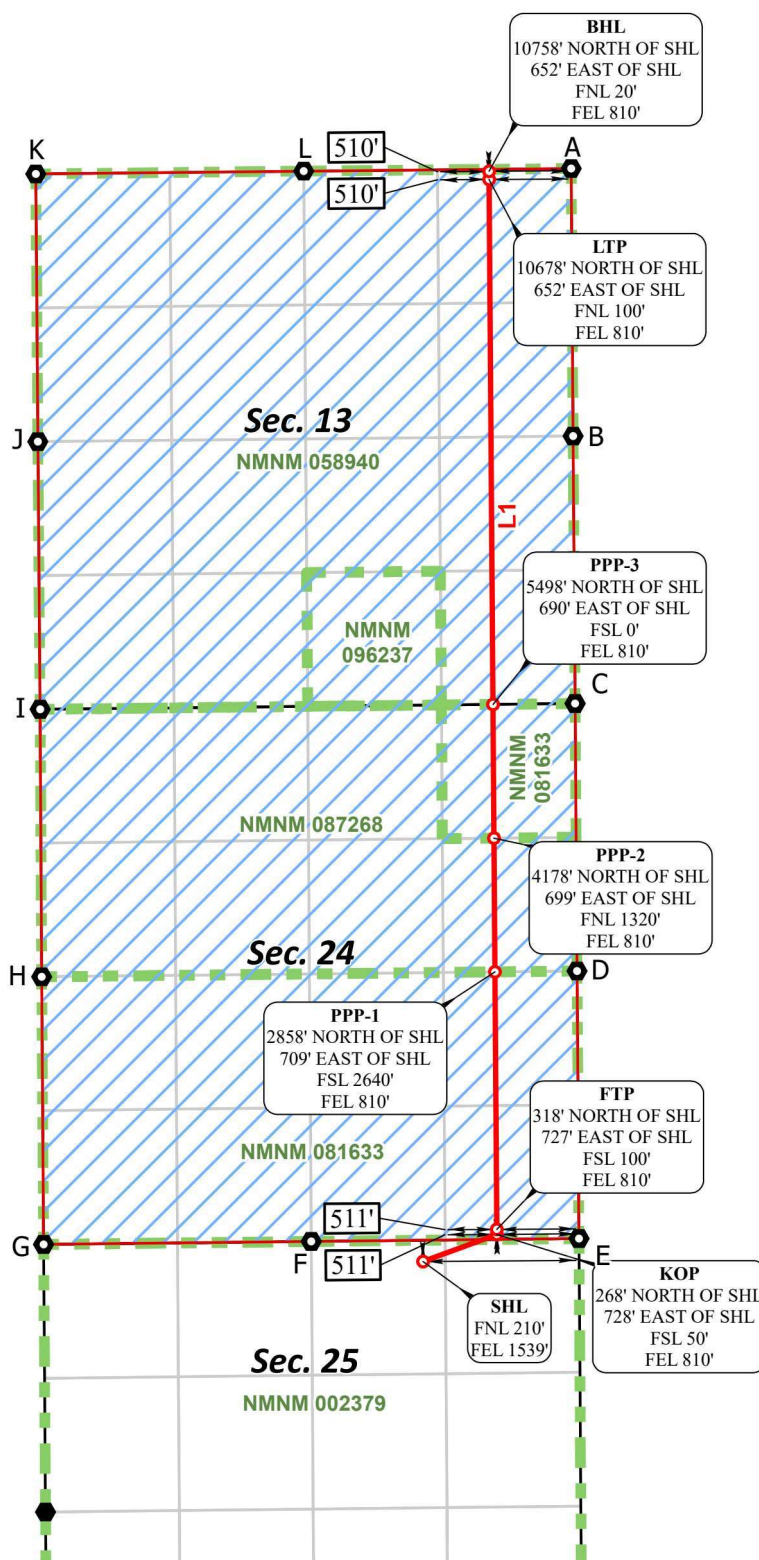 BHL
10758' NORTH OF SHL
652' EAST OF SHL
FNL 20'
FEL 810'
K
L
510'
A
510'
LTP
10678' NORTH OF SHL
652' EAST OF SHL
FNL 100'
FEL 810'
Sec. 13
J
B
NMNM 058940
L1
PPP-3
5498' NORTH OF SHL
690' EAST OF SHL
FSL 0'
FEL 810'
NMNM
096237
I
C
NMNM
081633
NMNM 087268
PPP-2
4178' NORTH OF SHL
699' EAST OF SHL
FNL 1320'
FEL 810'
Sec. 24
H
D
PPP-1
2858' NORTH OF SHL
709' EAST OF SHL
FSL 2640'
FEL 810'
FTP
318' NORTH OF SHL
727' EAST OF SHL
FSL 100'
FEL 810'
NMNM 081633
511'
G
F
E
511'
KOP
268' NORTH OF SHL
728' EAST OF SHL
FSL 50'
FEL 810'
SHL
FNL 210'
FEL 1539'
Sec. 25
NMNM 002379